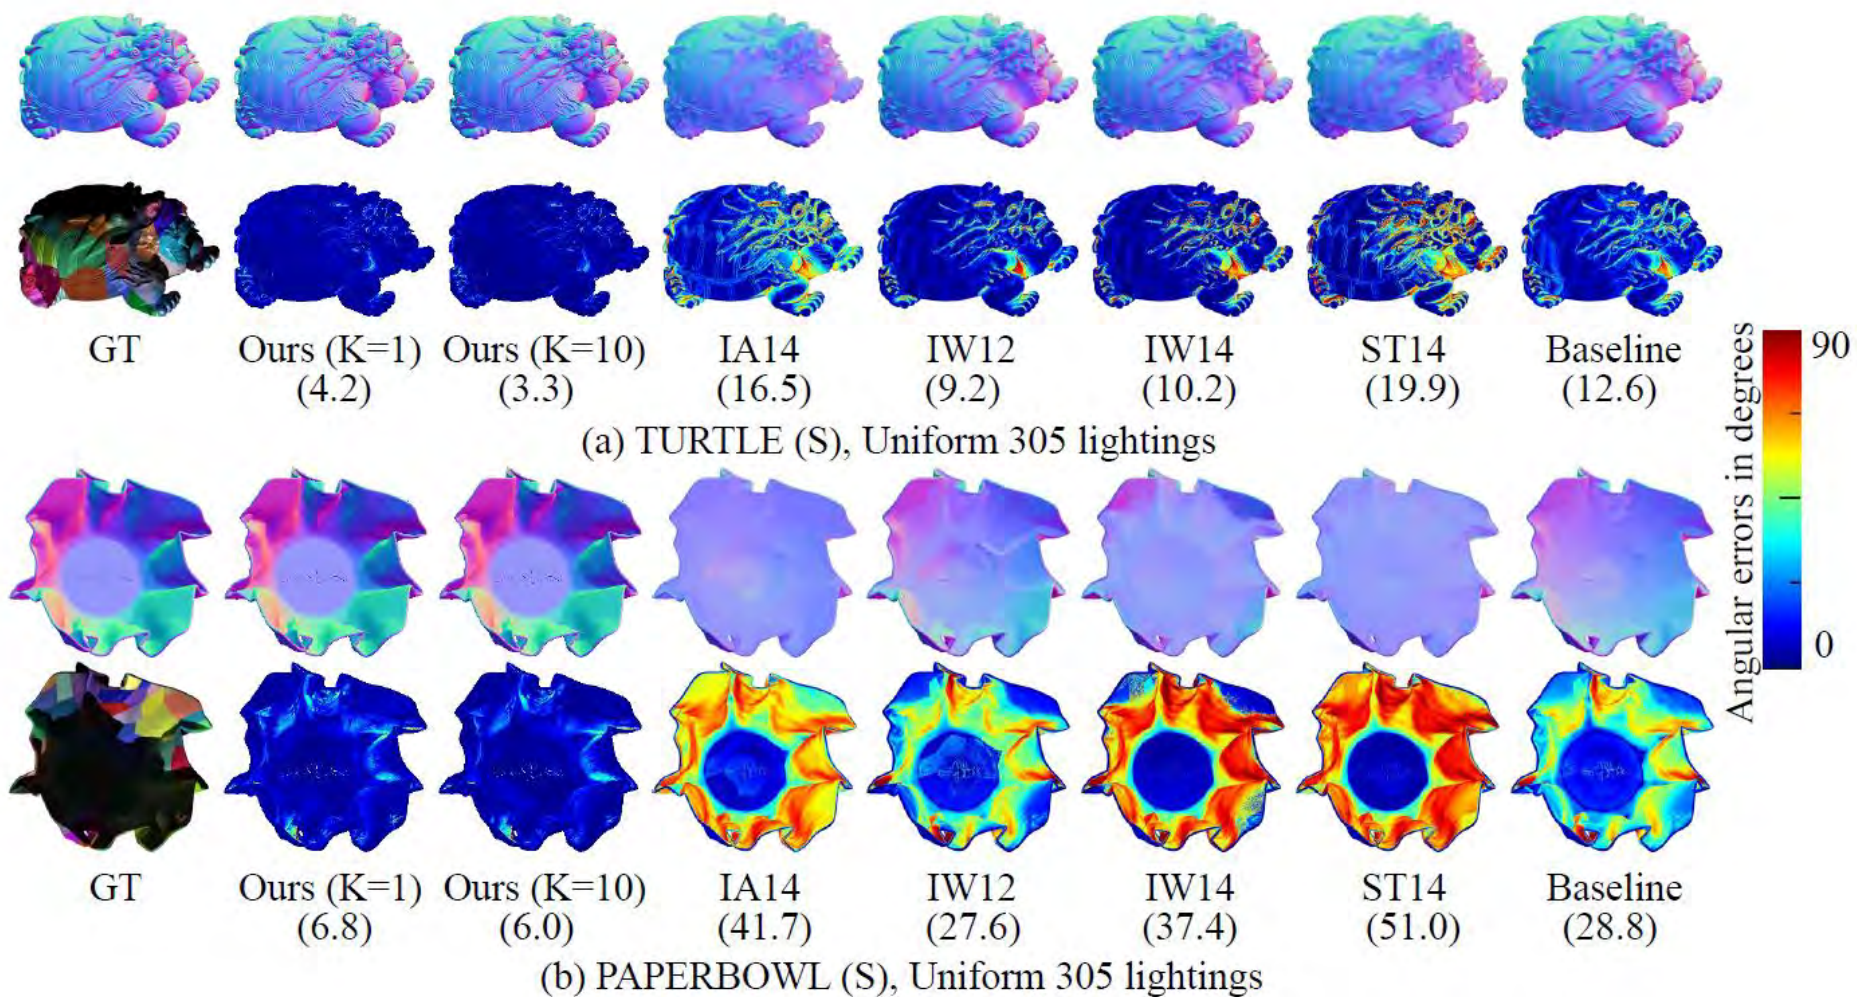 GT Ours (K=1) Ours (K=10) IA14 IW12 IW14 ST14 Baseline
(4.2) (3.3) (16.5) (9.2) (10.2) (19.9) (12.6)
(a) TURTLE (S), Uniform 305 lightings
90
Angular errors in degrees
0
GT Ours (K=1) Ours (K=10) IA14 IW12 IW14 ST14 Baseline
(6.8) (6.0) (41.7) (27.6) (37.4) (51.0) (28.8)
(b) PAPERBOWL (S), Uniform 305 lightings